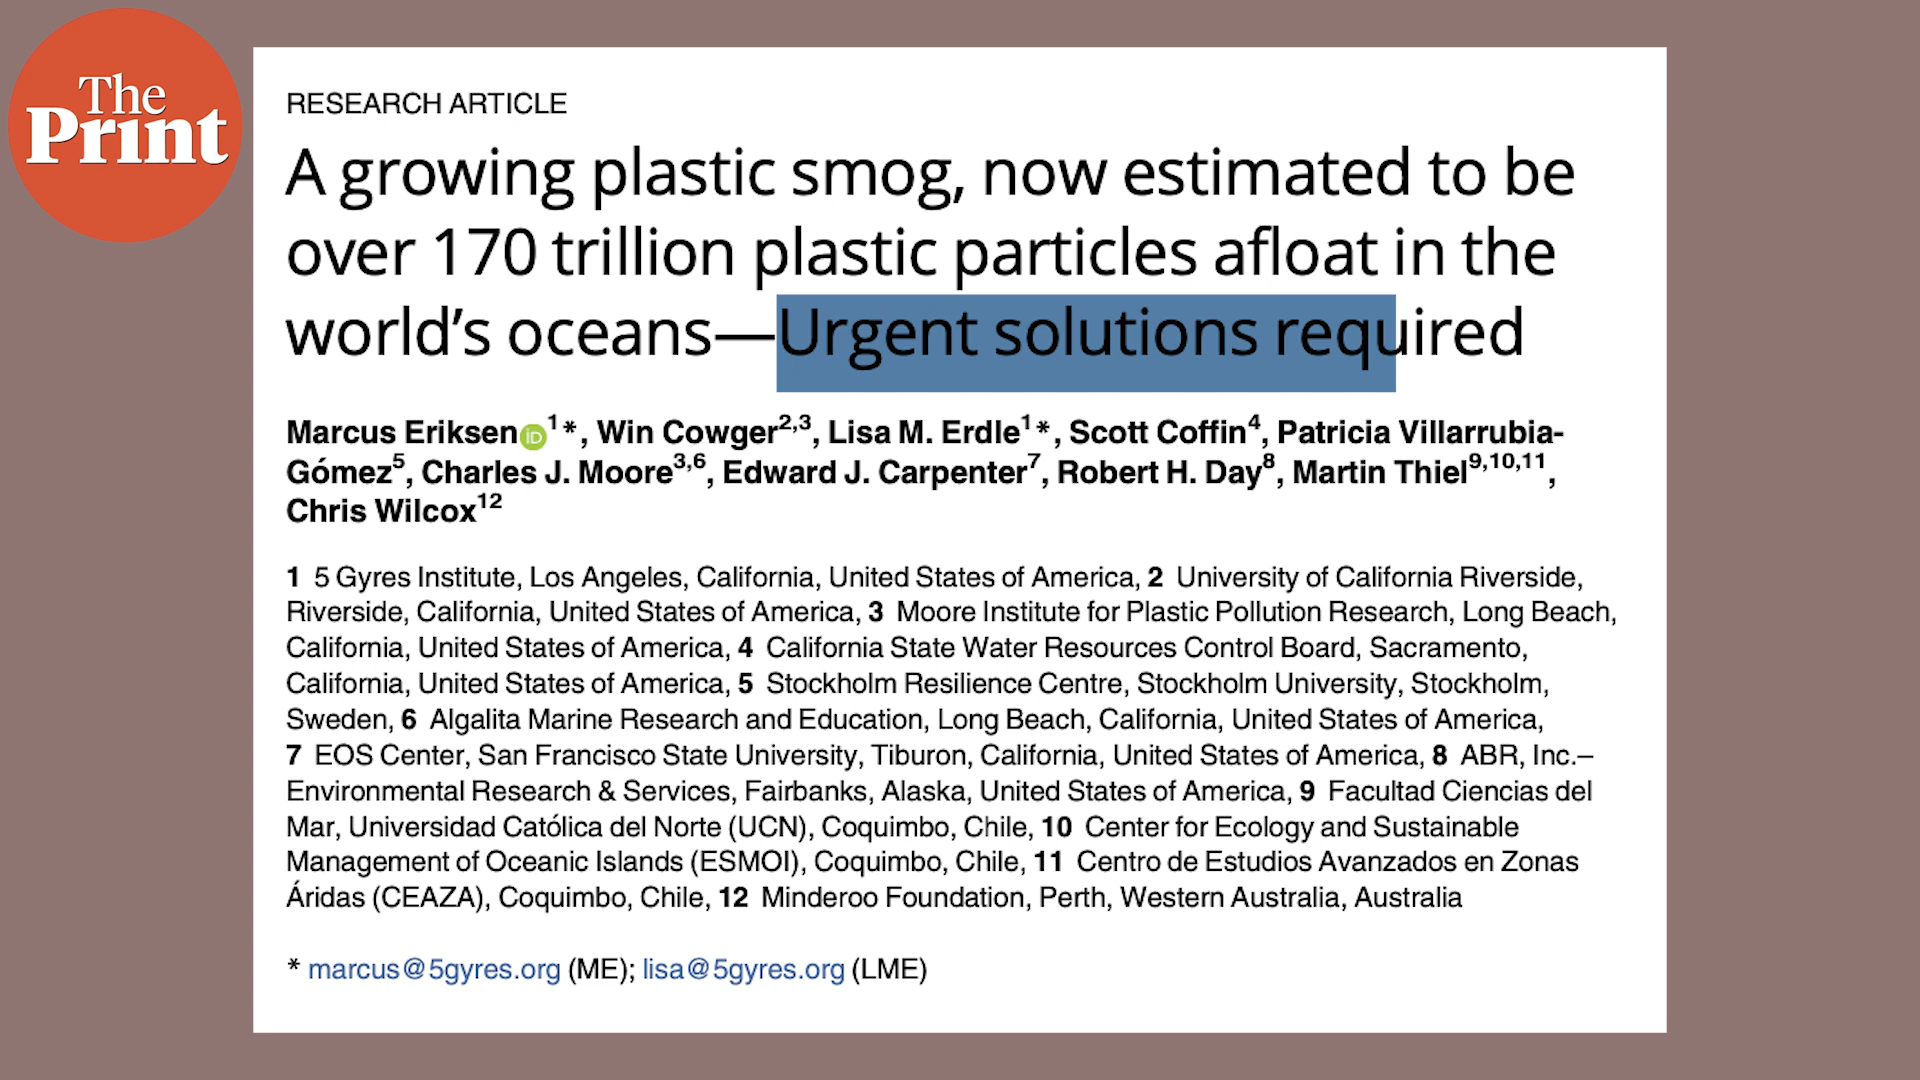 The
Print
RESEARCH ARTICLE
A growing plastic smog, now estimated to be
over 170 trillion plastic particles afloat in the
world’s oceans—Urgent solutions required
Marcus Eriksen iD 1*, Win Cowger2,3, Lisa M. Erdle1*, Scott Coffin4, Patricia Villarrubia-
Gómez5, Charles J. Moore3,6, Edward J. Carpenter7, Robert H. Day8, Martin Thiel9,10,11,
Chris Wilcox12
1 5 Gyres Institute, Los Angeles, California, United States of America, 2 University of California Riverside,
Riverside, California, United States of America, 3 Moore Institute for Plastic Pollution Research, Long Beach,
California, United States of America, 4 California State Water Resources Control Board, Sacramento,
California, United States of America, 5 Stockholm Resilience Centre, Stockholm University, Stockholm,
Sweden, 6 Algalita Marine Research and Education, Long Beach, California, United States of America,
7 EOS Center, San Francisco State University, Tiburon, California, United States of America, 8 ABR, Inc.–
Environmental Research & Services, Fairbanks, Alaska, United States of America, 9 Facultad Ciencias del
Mar, Universidad Católica del Norte (UCN), Coquimbo, Chile, 10 Center for Ecology and Sustainable
Management of Oceanic Islands (ESMOI), Coquimbo, Chile, 11 Centro de Estudios Avanzados en Zonas
Áridas (CEAZA), Coquimbo, Chile, 12 Minderoo Foundation, Perth, Western Australia, Australia
* marcus@5gyres.org (ME); lisa@5gyres.org (LME)